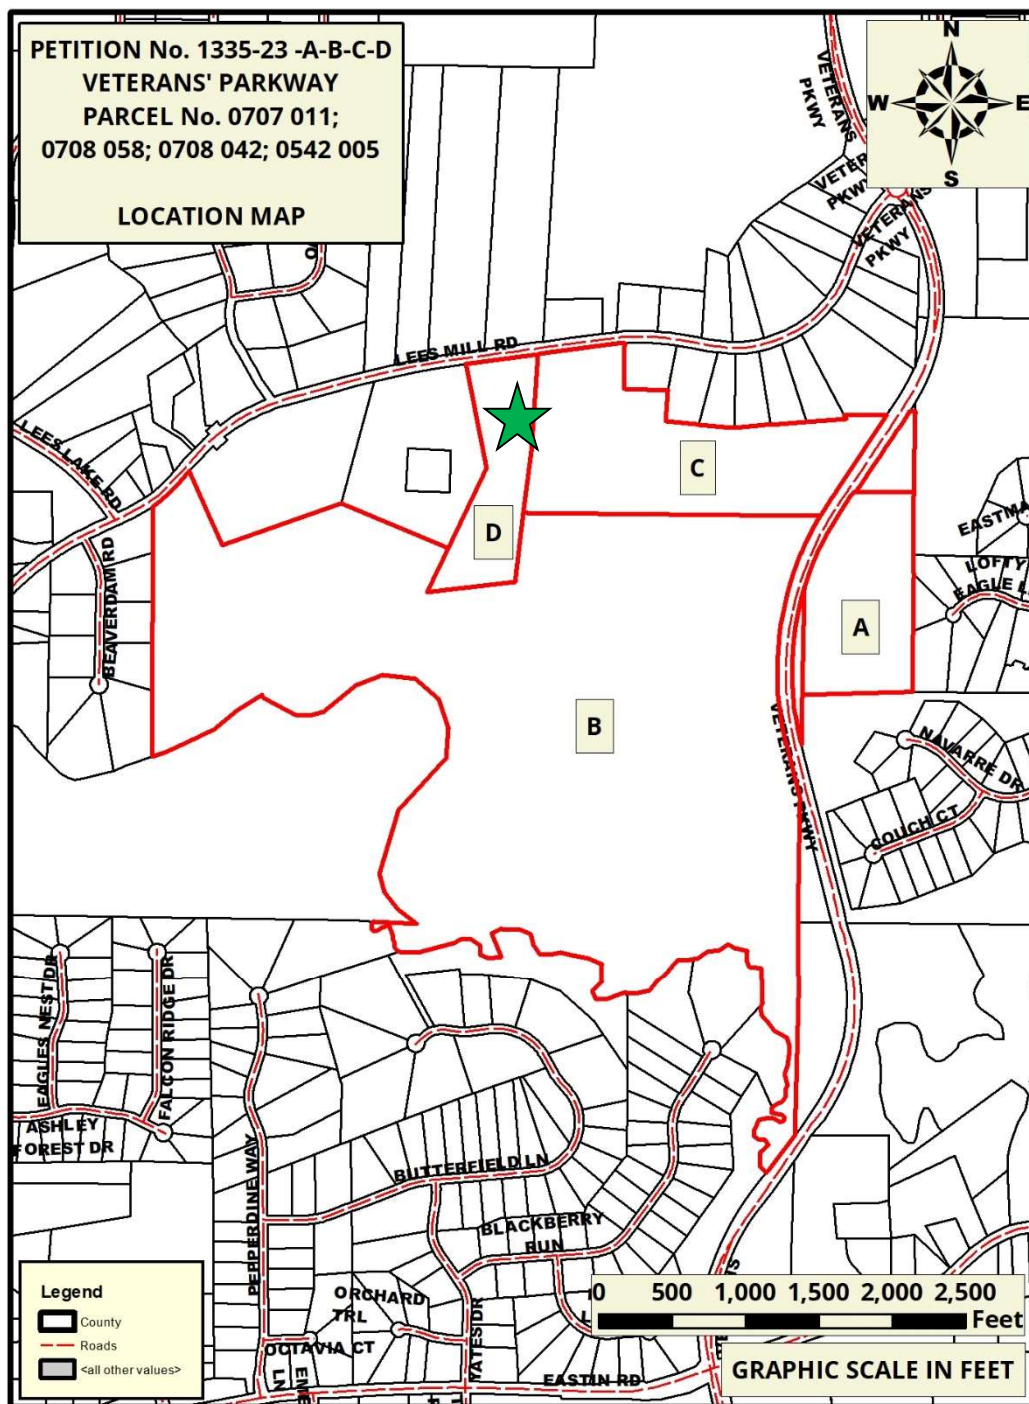 PETITION No. 1335-23 -A-B-C-D
VETERANS' PARKWAY
PARCEL No. 0707 011;
0708 058; 0708 042; 0542 005
LOCATION MAP
N
W
E
S
VETERANS
PKWY
PKWY
VETERANS
PKWY
LEES MILL RD
LEES LAKE RD
BEAVERDAM RD
C
D
A
B
LOFTY
EAGLE
VETERANS PKWY
NAVARRE DR
COUCH CT
EAGLES NEST DR
FALCON RIDGE DR
ASHLEY
FOREST DR
PEPPERDINE WAY
BUTTERFIELD LN
BLACKBERRY
RUN
ORCHARD
TRL
OCTAVIA CT
YATES DR
LN
EASTIN RD
Legend
County
Roads
<all other values>
0 500 1,000 1,500 2,000 2,500
Feet
GRAPHIC SCALE IN FEET